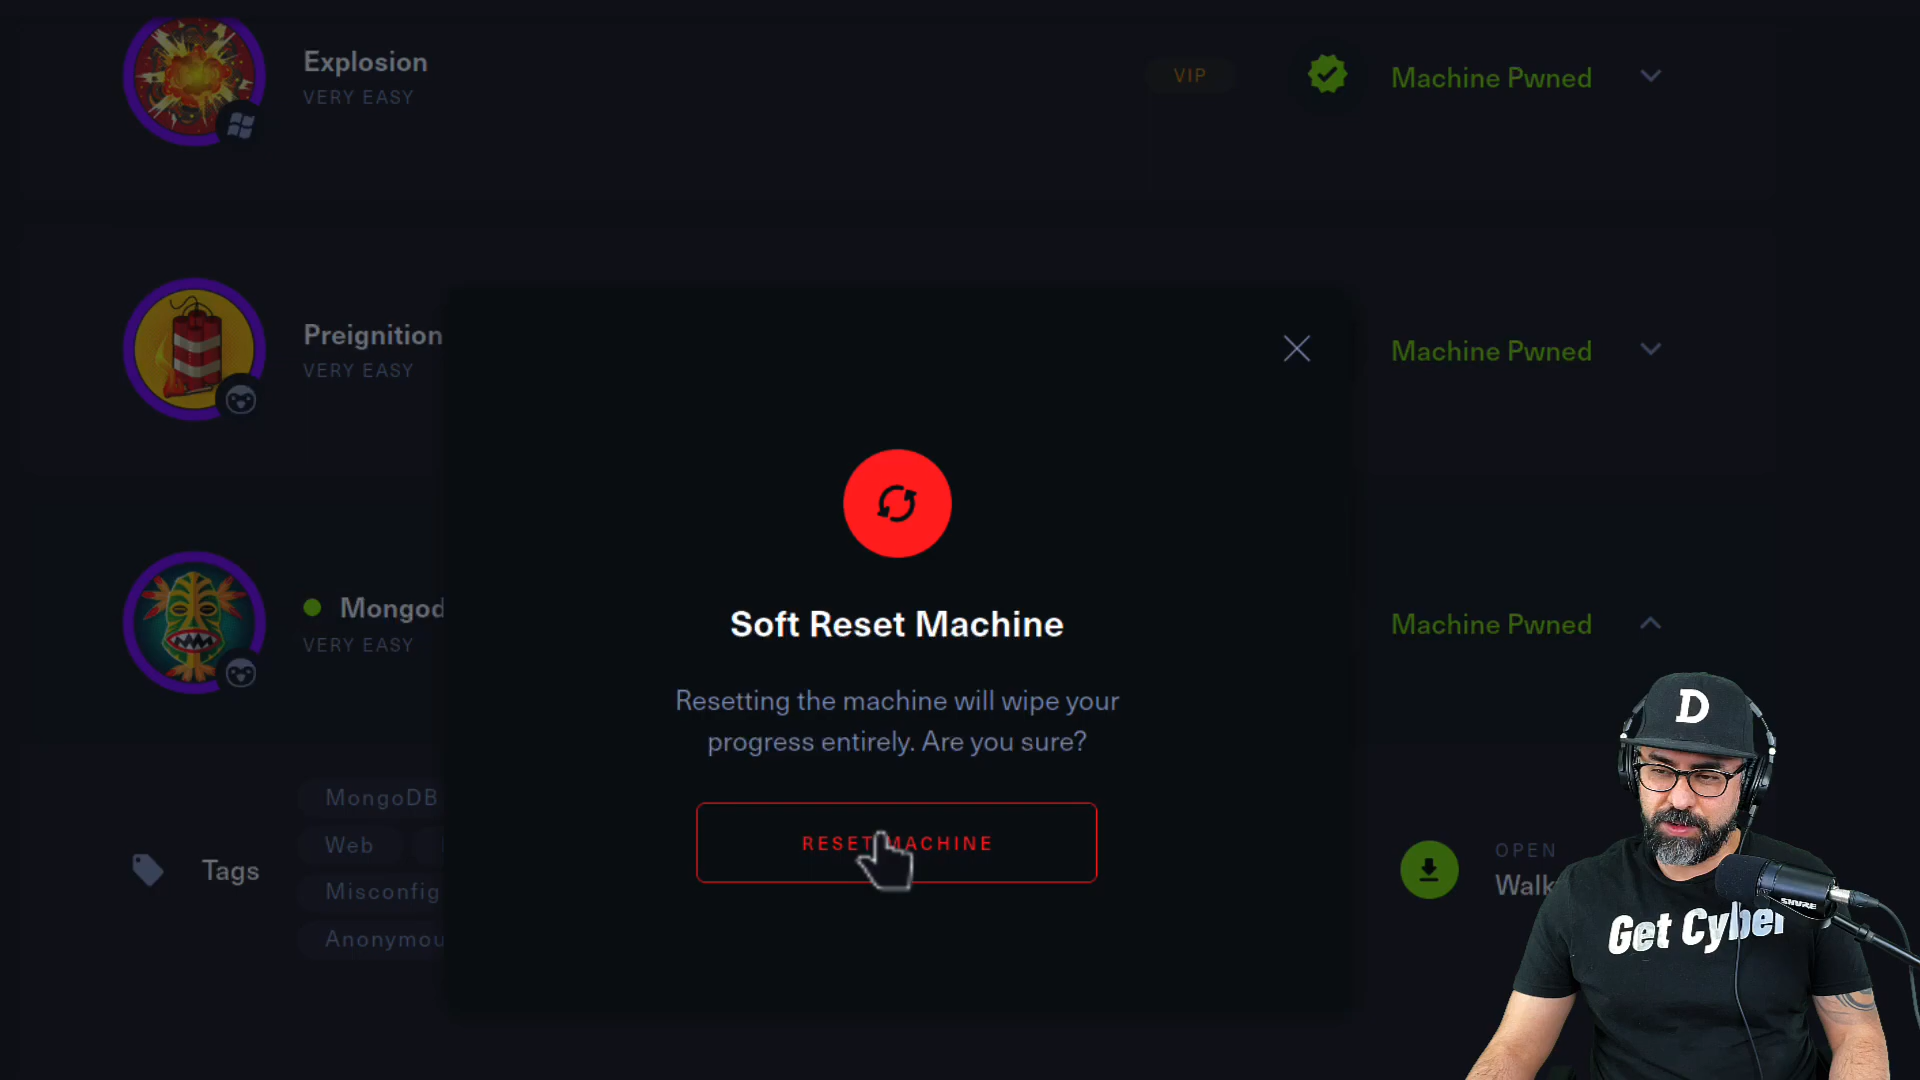 Explosion
VERY EASY
VIP
Machine Pwned
Preignition
VERY EASY
Machine Pwned
Mongod
VERY EASY
Machine Pwned
Soft Reset Machine
Resetting the machine will wipe your
progress entirely. Are you sure?
RESET MACHINE
Tags
MongoDB
Web
Misconfig
Anonymou
OPEN
Walk
D
SHURE
Get Cyber